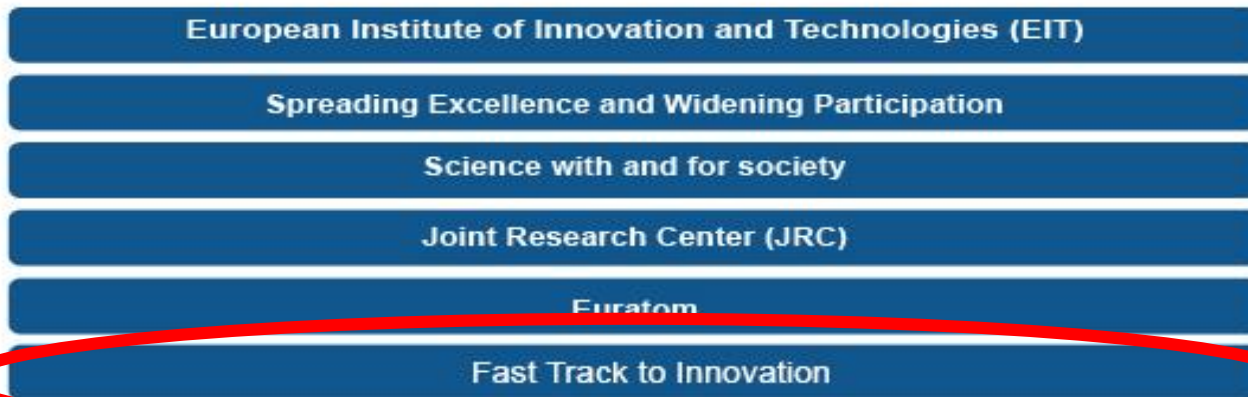 European Institute of Innovation and Technologies (EIT)
Spreading Excellence and Widening Participation
Science with and for society
Joint Research Center (JRC)
Euratom
Fast Track to Innovation